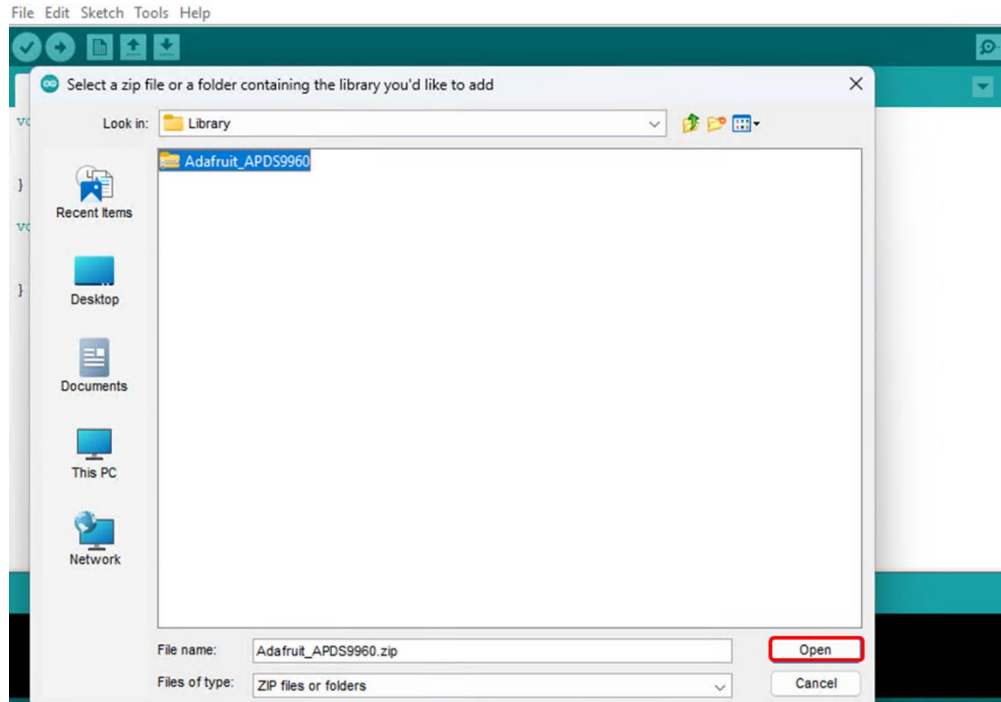 File Edit Sketch Tools Help
Select a zip file or a folder containing the library you'd like to add
Look in: Library
Adafruit_APDS9960
}
Recent Items
Desktop
}
Documents
This PC
Network
File name: Adafruit_APDS9960.zip Open
Files of type: ZIP files or folders Cancel